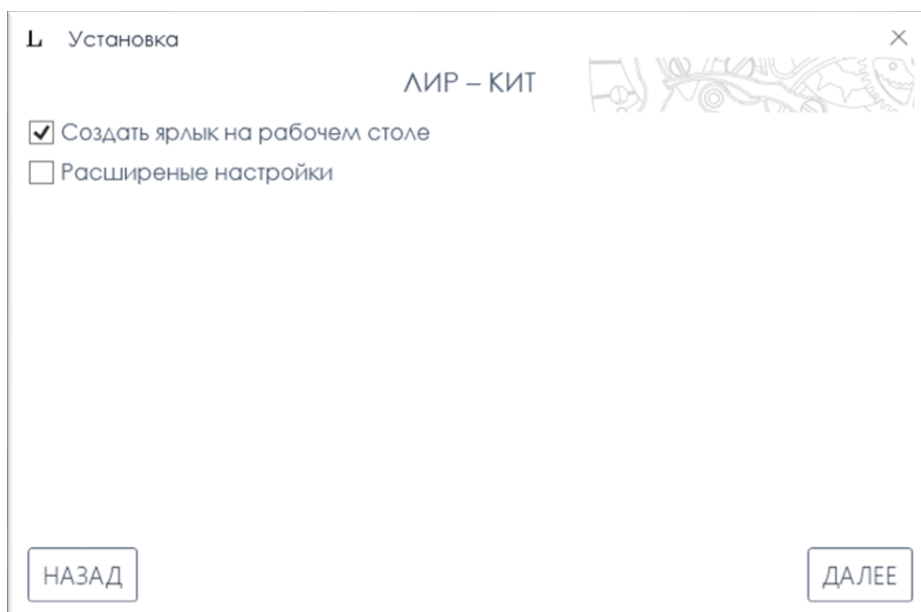 L Установка
ЛИР – КИТ
Создать ярлык на рабочем столе
Расширеные настройки
НАЗАД
ДАЛЕЕ